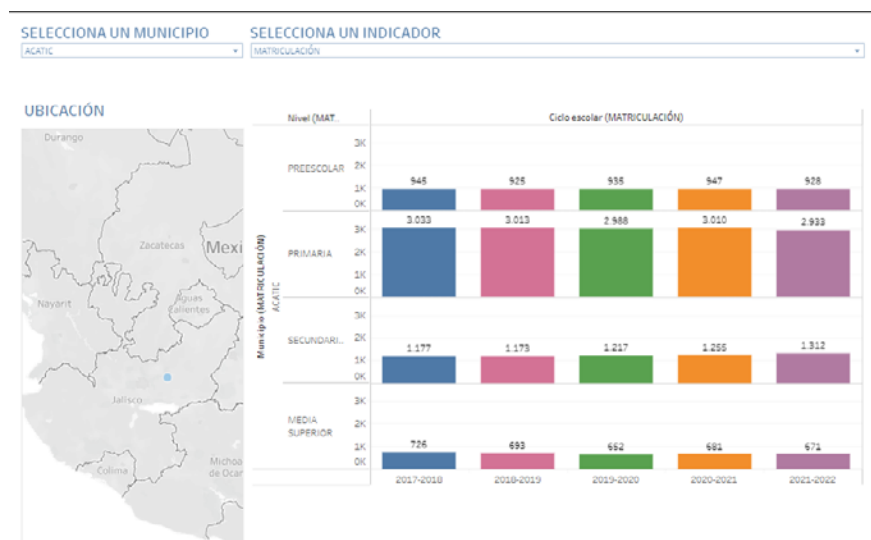 SELECCIONA UN MUNICIPIO
SELECCIONA UN INDICADOR
ACATIC
MATRICULACIÓN
UBICACIÓN
Durango
Zacatecas
Mexi
Nayarit
Aguas
calientes
Jalisco
Colima
Michoa
de Ocar
Nivel (MAT..
Ciclo escolar (MATRICULACIÓN)
Municipio (MATRICULACIÓN)
ACATIC
PREESCOLAR
3K
2K
1K
0K
945
925
935
947
928
PRIMARIA
3K
2K
1K
0K
3.033
3.013
2.988
3.010
2.933
SECUNDARI..
3K
2K
1K
0K
1.177
1.173
1.217
1.255
1.312
MEDIA
SUPERIOR
3K
2K
1K
0K
726
693
652
681
671
2017-2018
2018-2019
2019-2020
2020-2021
2021-2022